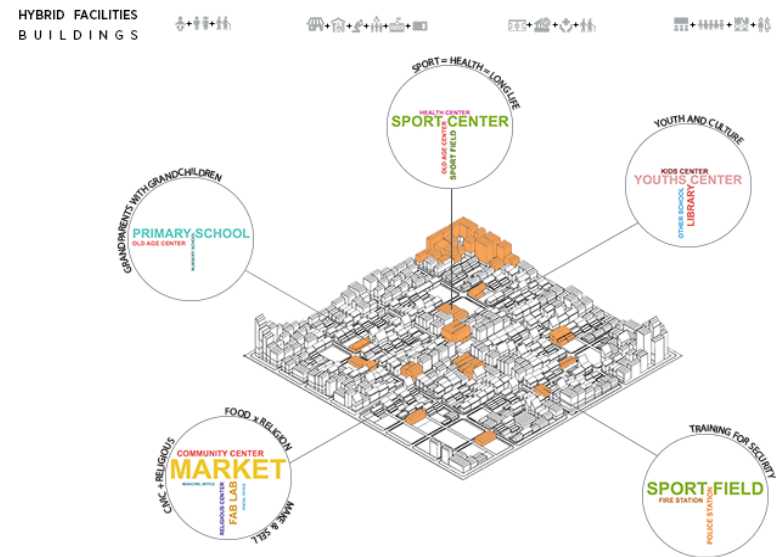 HYBRID FACILITIES
BUILDINGS
SPORT = HEALTH = LONG LIFE
HEALTH CENTER
SPORT CENTER
OLD AGE CENTER
SPORT FIELD
YOUTH AND CULTURE
KIDS CENTER
YOUTHS CENTER
OTHER SCHOOL
LIBRARY
GRANDPARENTS WITH GRANDCHILDREN
PRIMARY SCHOOL
OLD AGE CENTER
NURSERY SCHOOL
FOOD x RELIGION
CIVIC + RELIGIOUS
MAKE & SELL
COMMUNITY CENTER
MARKET
MUNICIPAL OFFICE
RELIGIOUS CENTER
FAB LAB
POSTAL OFFICE
TRAINING FOR SECURITY
SPORT FIELD
FIRE STATION
POLICE STATION